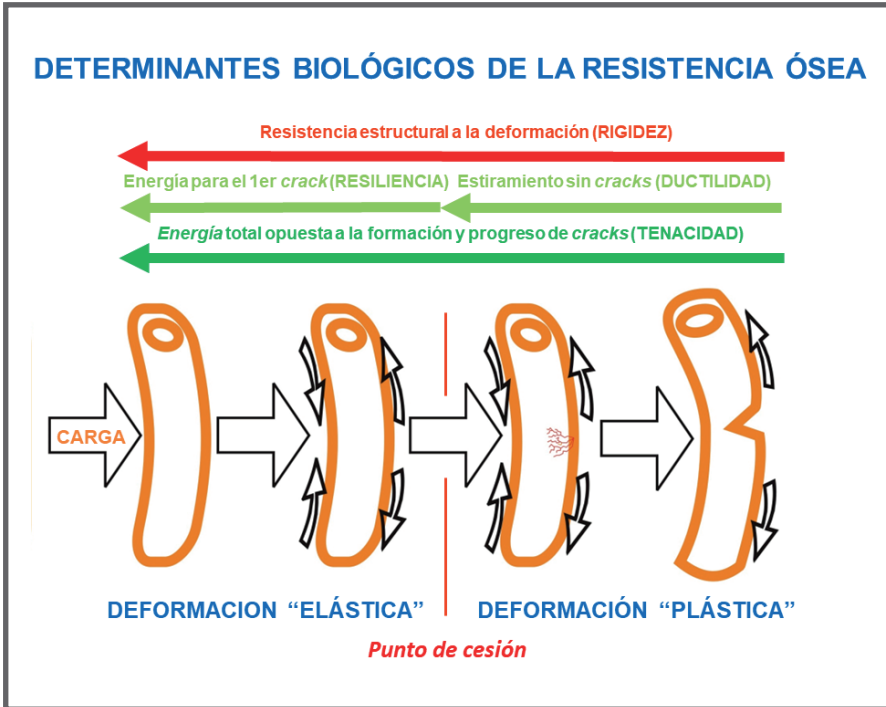 DETERMINANTES BIOLÓGICOS DE LA RESISTENCIA ÓSEA
Resistencia estructural a la deformación (RIGIDEZ)
Energía para el 1er crack (RESILIENCIA) Estiramiento sin cracks (DUCTILIDAD)
Energía total opuesta a la formación y progreso de cracks (TENACIDAD)
CARGA
DEFORMACION “ELÁSTICA” DEFORMACIÓN “PLÁSTICA”
Punto de cesión